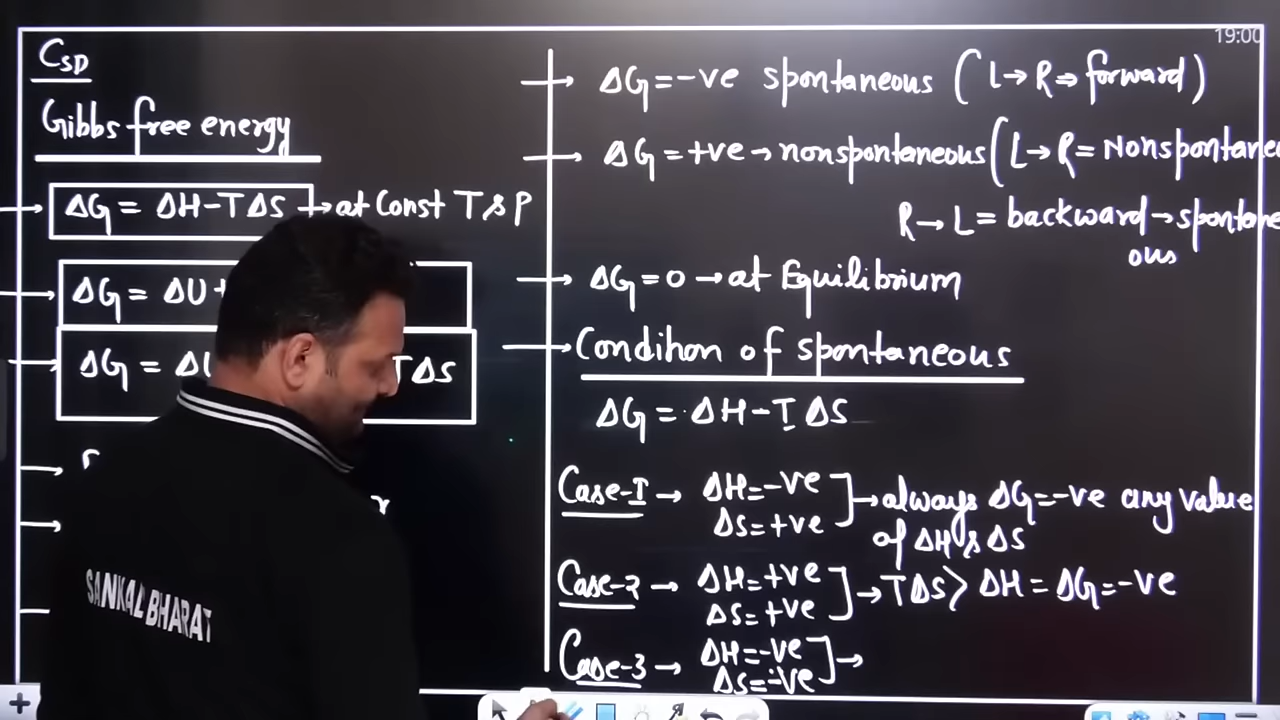 19:00
CSD
Gibbs free energy
→ ΔG = ΔH-TΔS → at Const T & P
→ ΔG = ΔU+
→ ΔG = ΔU TΔS
→ ΔG = -ve spontaneous (L→R ⇒ forward)
→ ΔG = +ve → nonspontaneous (L→R = Nonspontane
R→L = backward → spontane
ous
→ ΔG = 0 → at Equilibrium
→ Condition of spontaneous
ΔG = ΔH-TΔS
Case-I → ΔH=-ve ] → always ΔG=-ve any value
ΔS=+ve of ΔH & ΔS
Case-2 → ΔH=+ve ] → TΔS > ΔH = ΔG=-ve
ΔS=+ve
Case-3 → ΔH=-ve ] →
ΔS=-ve
SANKALBHARAT